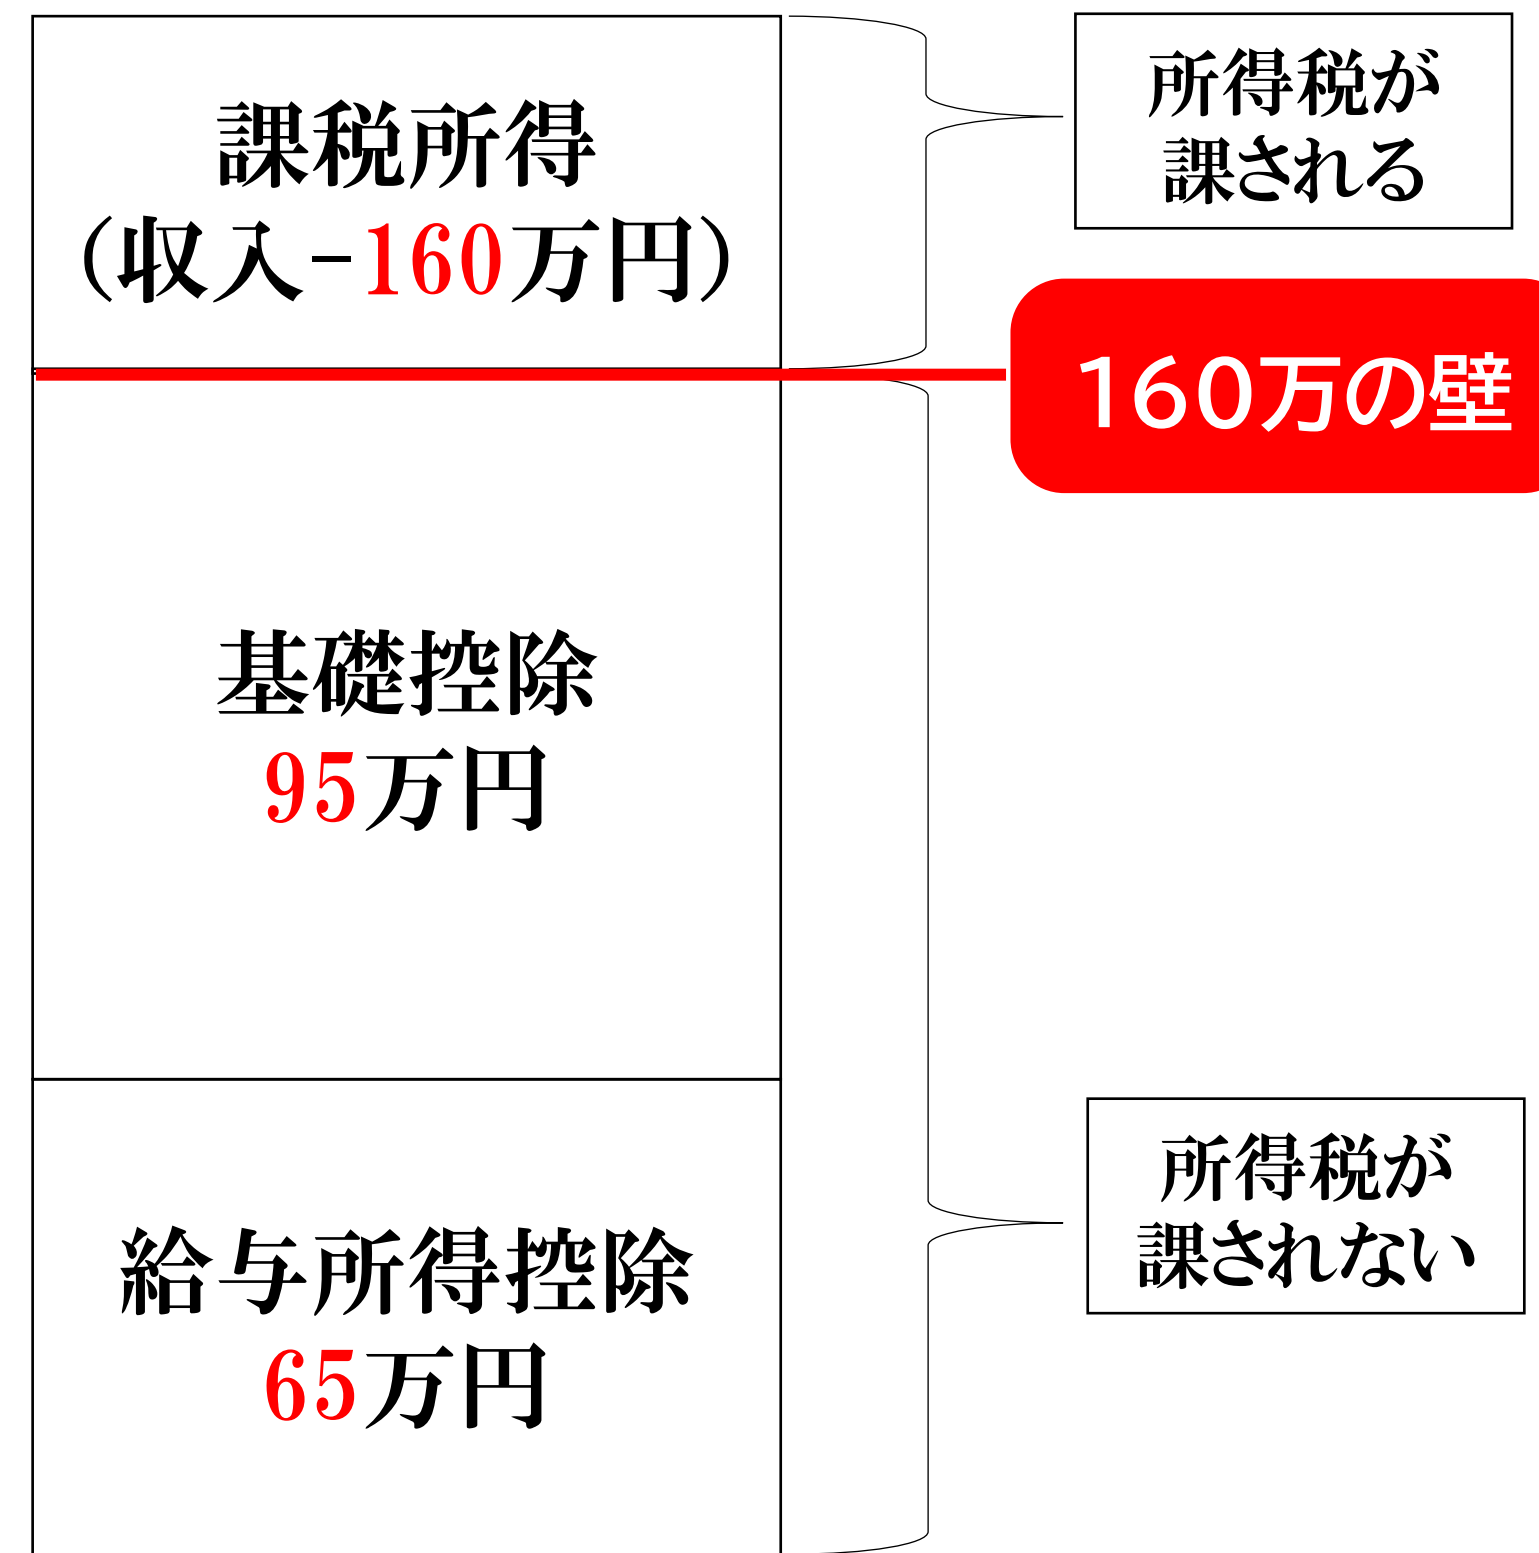 課税所得
（収入－160万円）
所得税が
課される
160万の壁
基礎控除
95万円
給与所得控除
65万円
所得税が
課されない